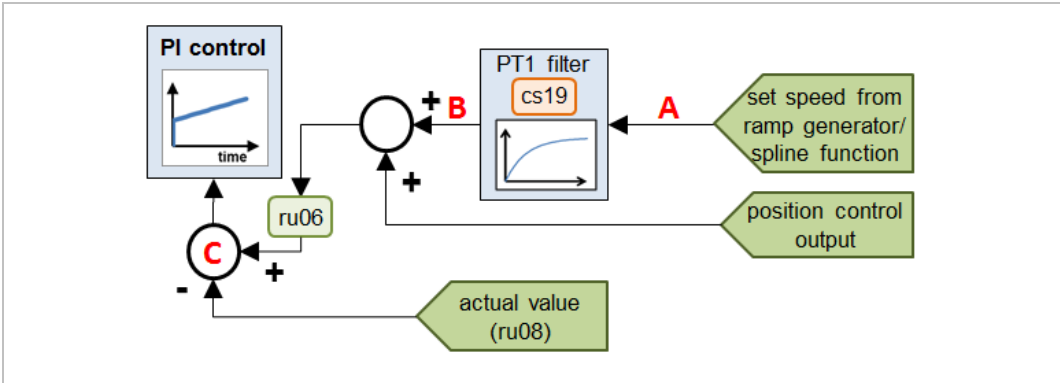 PI control
time
PT1 filter
cs19
+
B
A
set speed from
ramp generator/
spline function
+
ru06
position control
output
C
+
-
actual value
(ru08)